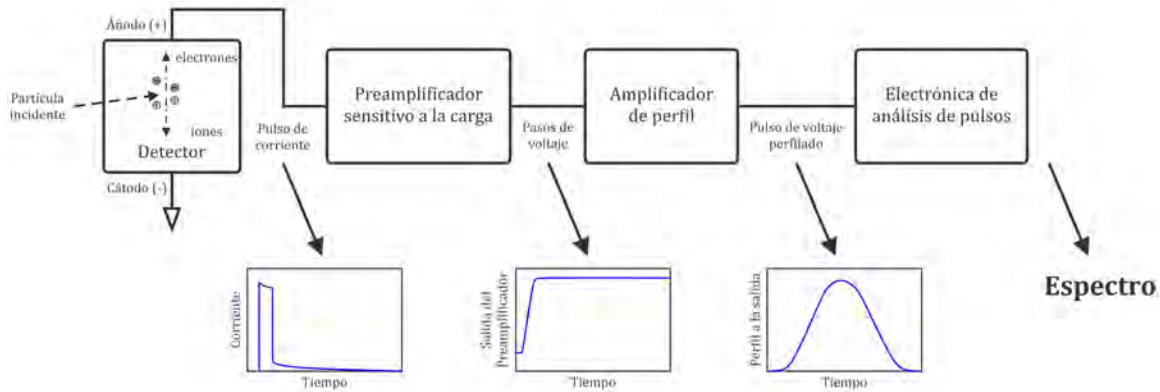 Ánodo (+)
electrones
Partícula
incidente
iones
Detector
Cátodo (-)
Pulso de
corriente
Preamplificador
sensitivo a la carga
Pasos de
voltaje
Amplificador
de perfil
Pulso de voltaje
perfilado
Electrónica de
análisis de pulsos
Corriente
Tiempo
Salida del
Preamplificador
Tiempo
Perfil a la salida
Tiempo
Espectro